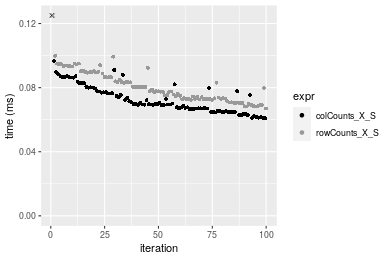 0.12
0.08
0.04
0.00
time (ms)
0
25
50
75
100
iteration
expr
colCounts_X_S
rowCounts_X_S